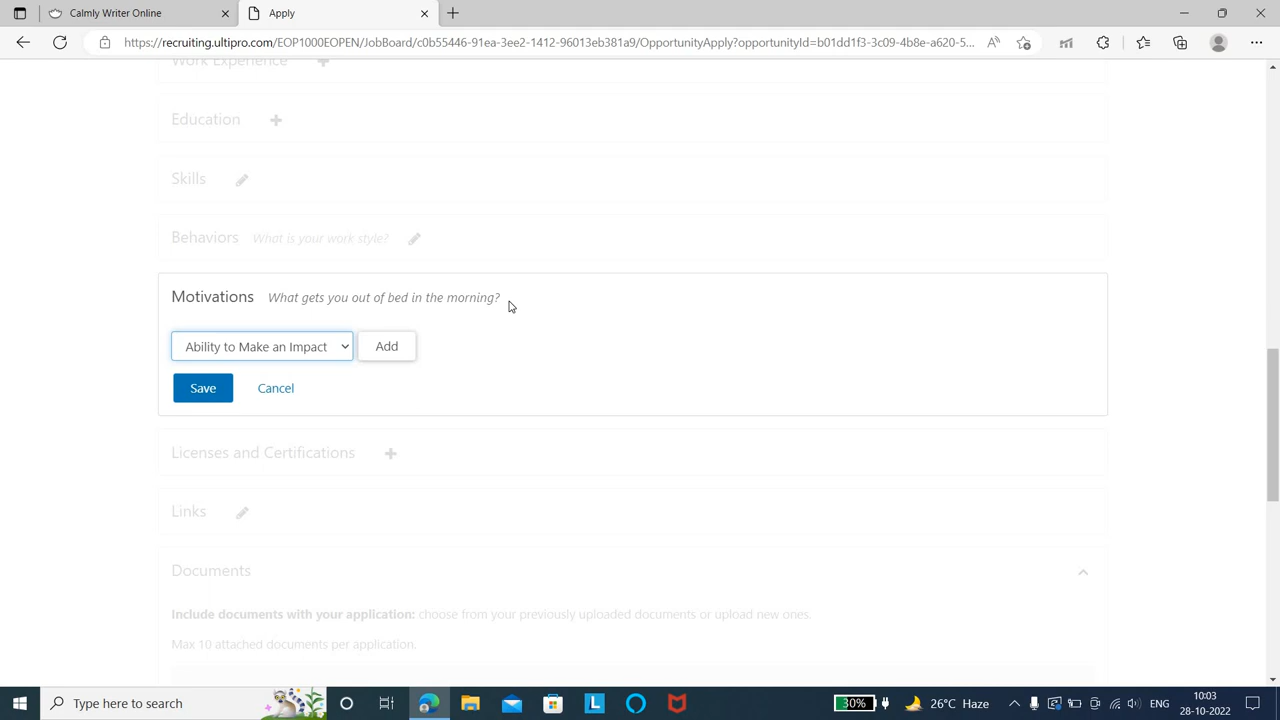 Calmly Writer Online
Apply
https://recruiting.ultipro.com/EOP1000EOPEN/JobBoard/c0b55446-91ea-3ee2-1412-96013eb381a9/OpportunityApply?opportunityId=b01dd1f3-3c09-4b8e-a620-5...
Work Experience
Education
Skills
Behaviors What is your work style?
Motivations What gets you out of bed in the morning?
Ability to Make an Impact Add
Save Cancel
Licenses and Certifications
Links
Documents
Include documents with your application: choose from your previously uploaded documents or upload new ones.
Max 10 attached documents per application.
Type here to search
30%
26°C Haze
ENG
10:03
28-10-2022